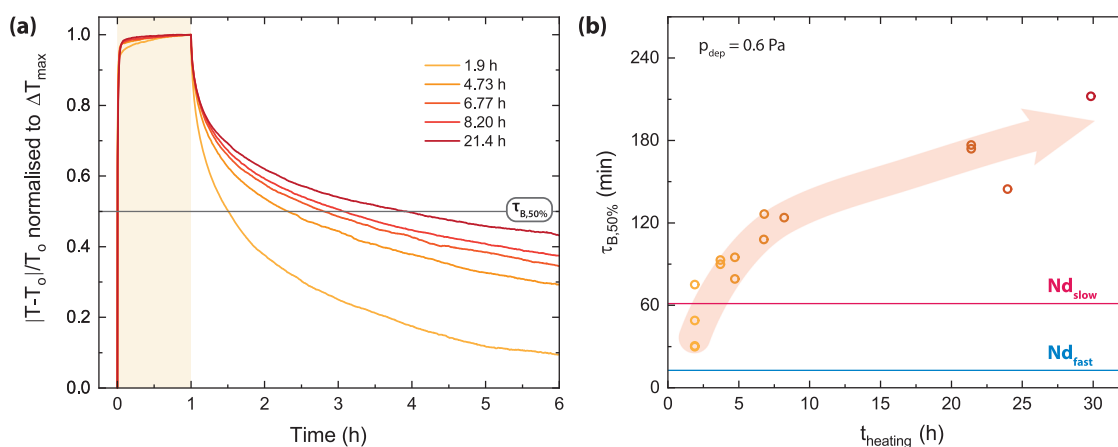 (a)
|T-T₀|/T₀ normalised to ΔTmax
1.0
0.8
0.6
0.4
0.2
0.0
1.9 h
4.73 h
6.77 h
8.20 h
21.4 h
τB,50%
0 1 2 3 4 5 6
Time (h)
(b)
τB,50% (min)
240
180
120
60
0
pdep = 0.6 Pa
Ndslow
Ndfast
0 5 10 15 20 25 30
theating (h)